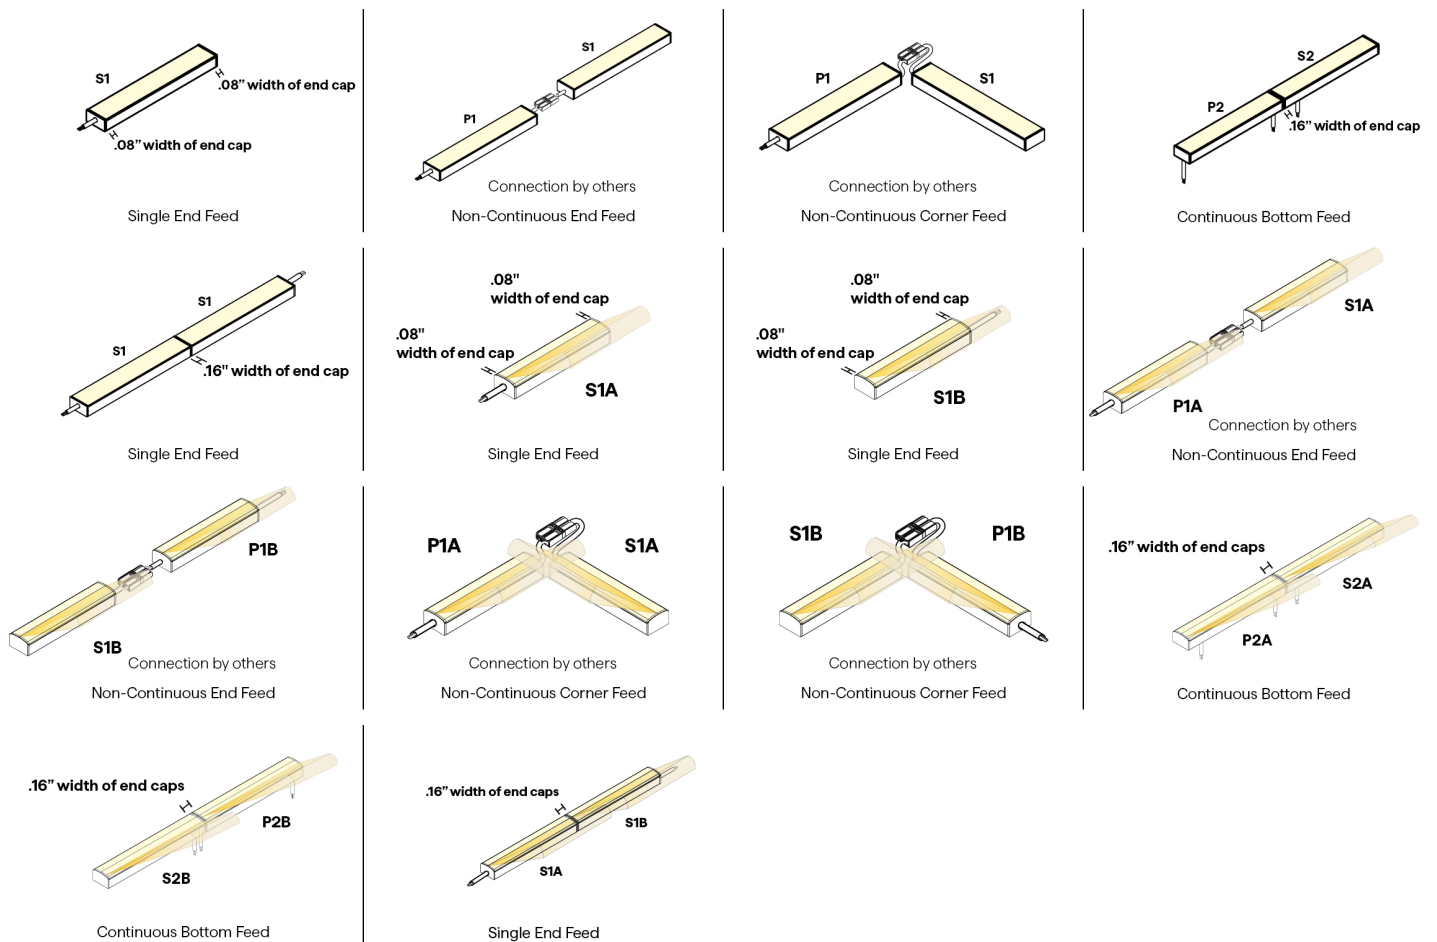 S1
.08” width of end cap
.08” width of end cap
Single End Feed
S1
P1
Connection by others
Non-Continuous End Feed
P1
S1
Connection by others
Non-Continuous Corner Feed
S2
P2
.16” width of end cap
Continuous Bottom Feed
S1
S1
.16" width of end cap
Single End Feed
.08"
width of end cap
.08"
width of end cap
S1A
Single End Feed
.08"
width of end cap
.08"
width of end cap
S1B
Single End Feed
S1A
P1A
Connection by others
Non-Continuous End Feed
P1B
S1B
Connection by others
Non-Continuous End Feed
P1A
S1A
Connection by others
Non-Continuous Corner Feed
S1B
P1B
Connection by others
Non-Continuous Corner Feed
.16” width of end caps
S2A
P2A
Continuous Bottom Feed
.16” width of end caps
P2B
S2B
Continuous Bottom Feed
.16” width of end caps
S1B
S1A
Single End Feed